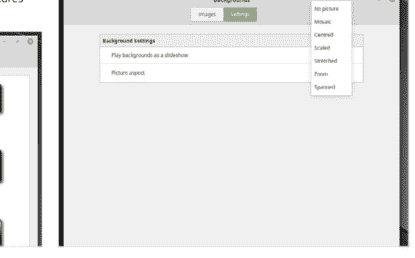 tures
Backgrounds
Images Settings
Background Settings
Play backgrounds as a slideshow
Picture aspect
No picture
Mosaic
Centred
Scaled
Stretched
Zoom
Spanned